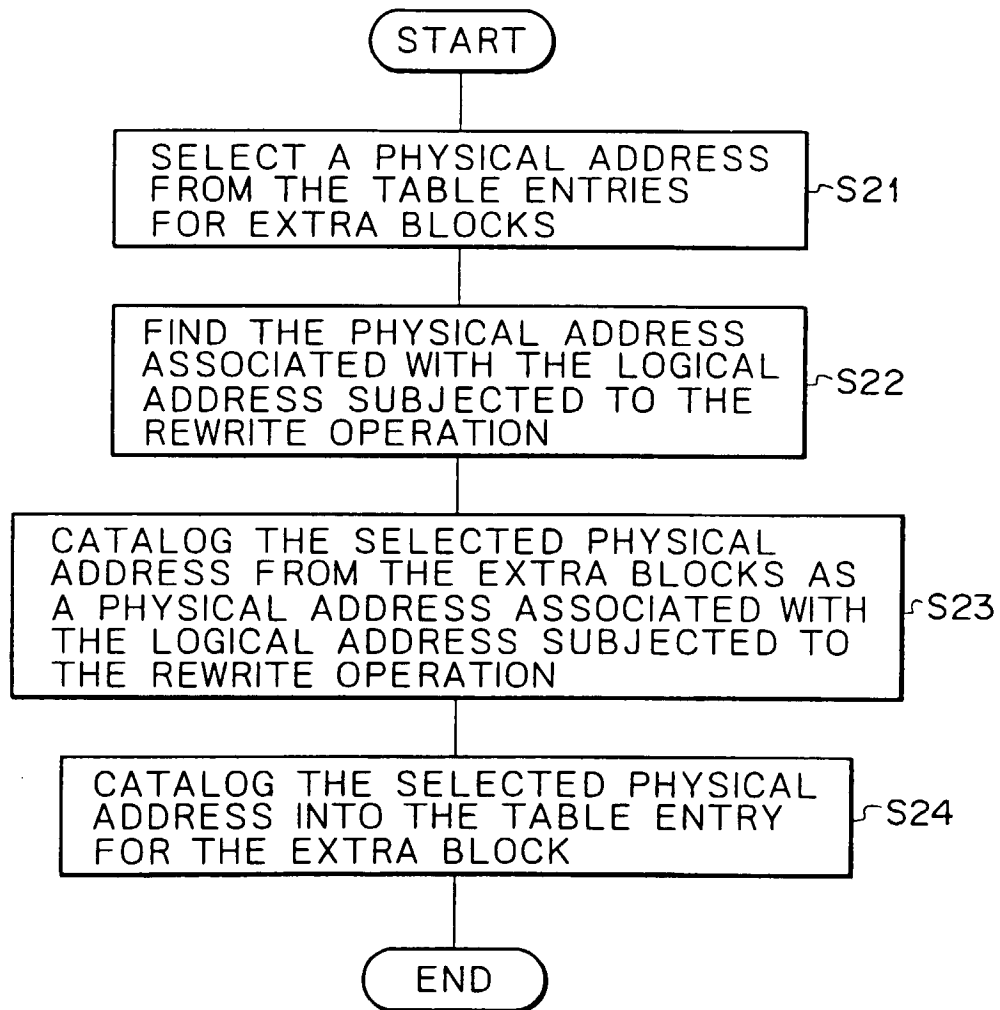 START
SELECT A PHYSICAL ADDRESS
FROM THE TABLE ENTRIES
FOR EXTRA BLOCKS
S21
FIND THE PHYSICAL ADDRESS
ASSOCIATED WITH THE LOGICAL
ADDRESS SUBJECTED TO THE
REWRITE OPERATION
S22
CATALOG THE SELECTED PHYSICAL
ADDRESS FROM THE EXTRA BLOCKS AS
A PHYSICAL ADDRESS ASSOCIATED WITH
THE LOGICAL ADDRESS SUBJECTED TO
THE REWRITE OPERATION
S23
CATALOG THE SELECTED PHYSICAL
ADDRESS INTO THE TABLE ENTRY
FOR THE EXTRA BLOCK
S24
END